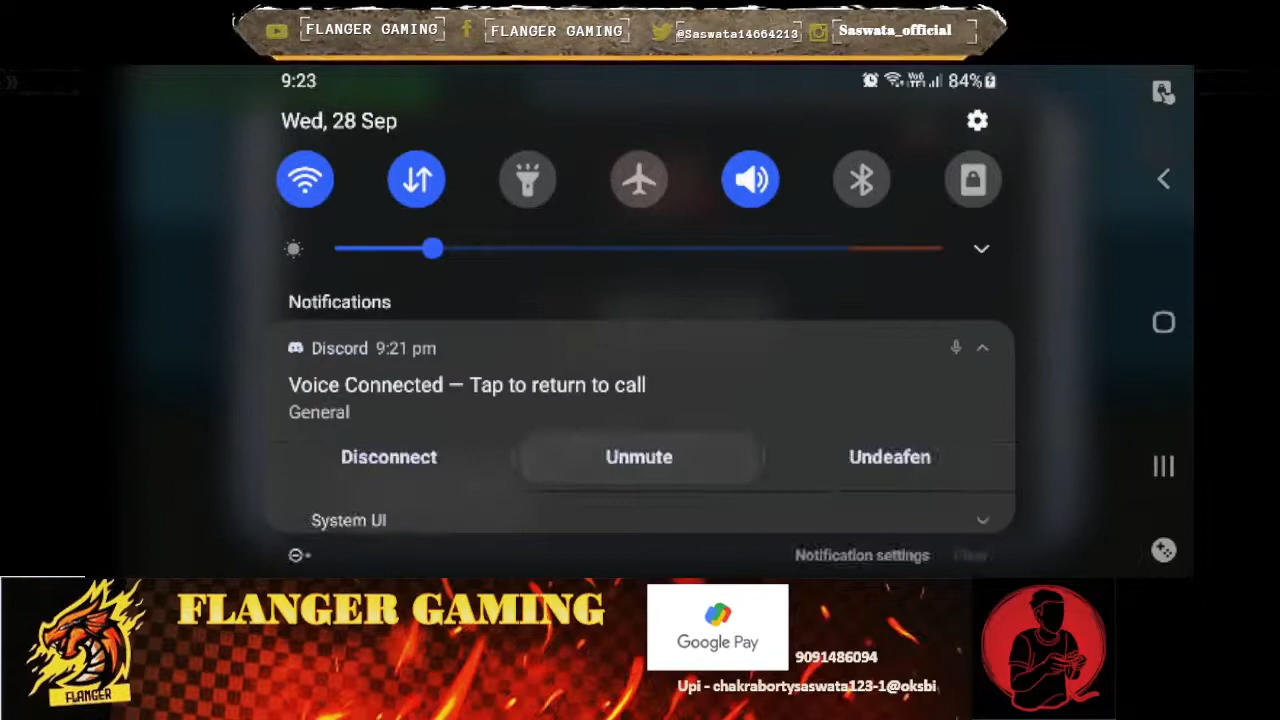 FLANGER GAMING
FLANGER GAMING
@Saswata14664213
Saswata_official
9:23
84%
Wed, 28 Sep
Notifications
Discord 9:21 pm
Voice Connected — Tap to return to call
General
Disconnect Unmute Undeafen
System UI
Notification settings Clear
FLANGER GAMING
FLANGER
Google Pay
9091486094
Upi - chakrabortysaswata123-1@oksbi